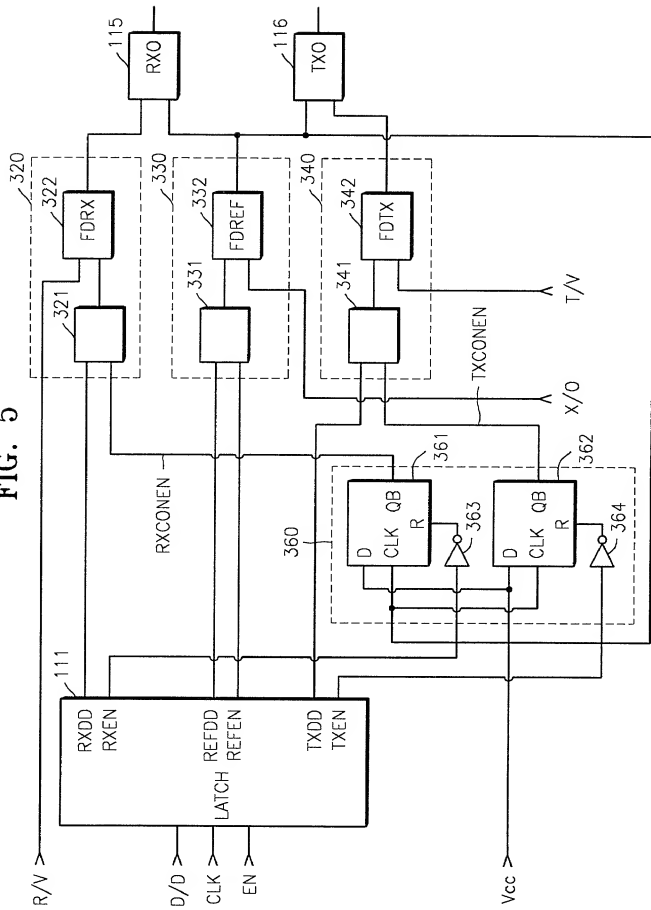 FIG. 5
R/V
D/D
CLK
EN
Vcc
111
LATCH
RXDD
RXEN
REFDD
REFEN
TXDD
TXEN
RXCONEN
TXCONEN
X/O
T/V
320
321
322
FDRX
330
331
332
FDREF
340
341
342
FDTX
115
RXO
116
TXO
360
361
D
CLK
QB
R
363
362
D
CLK
QB
R
364